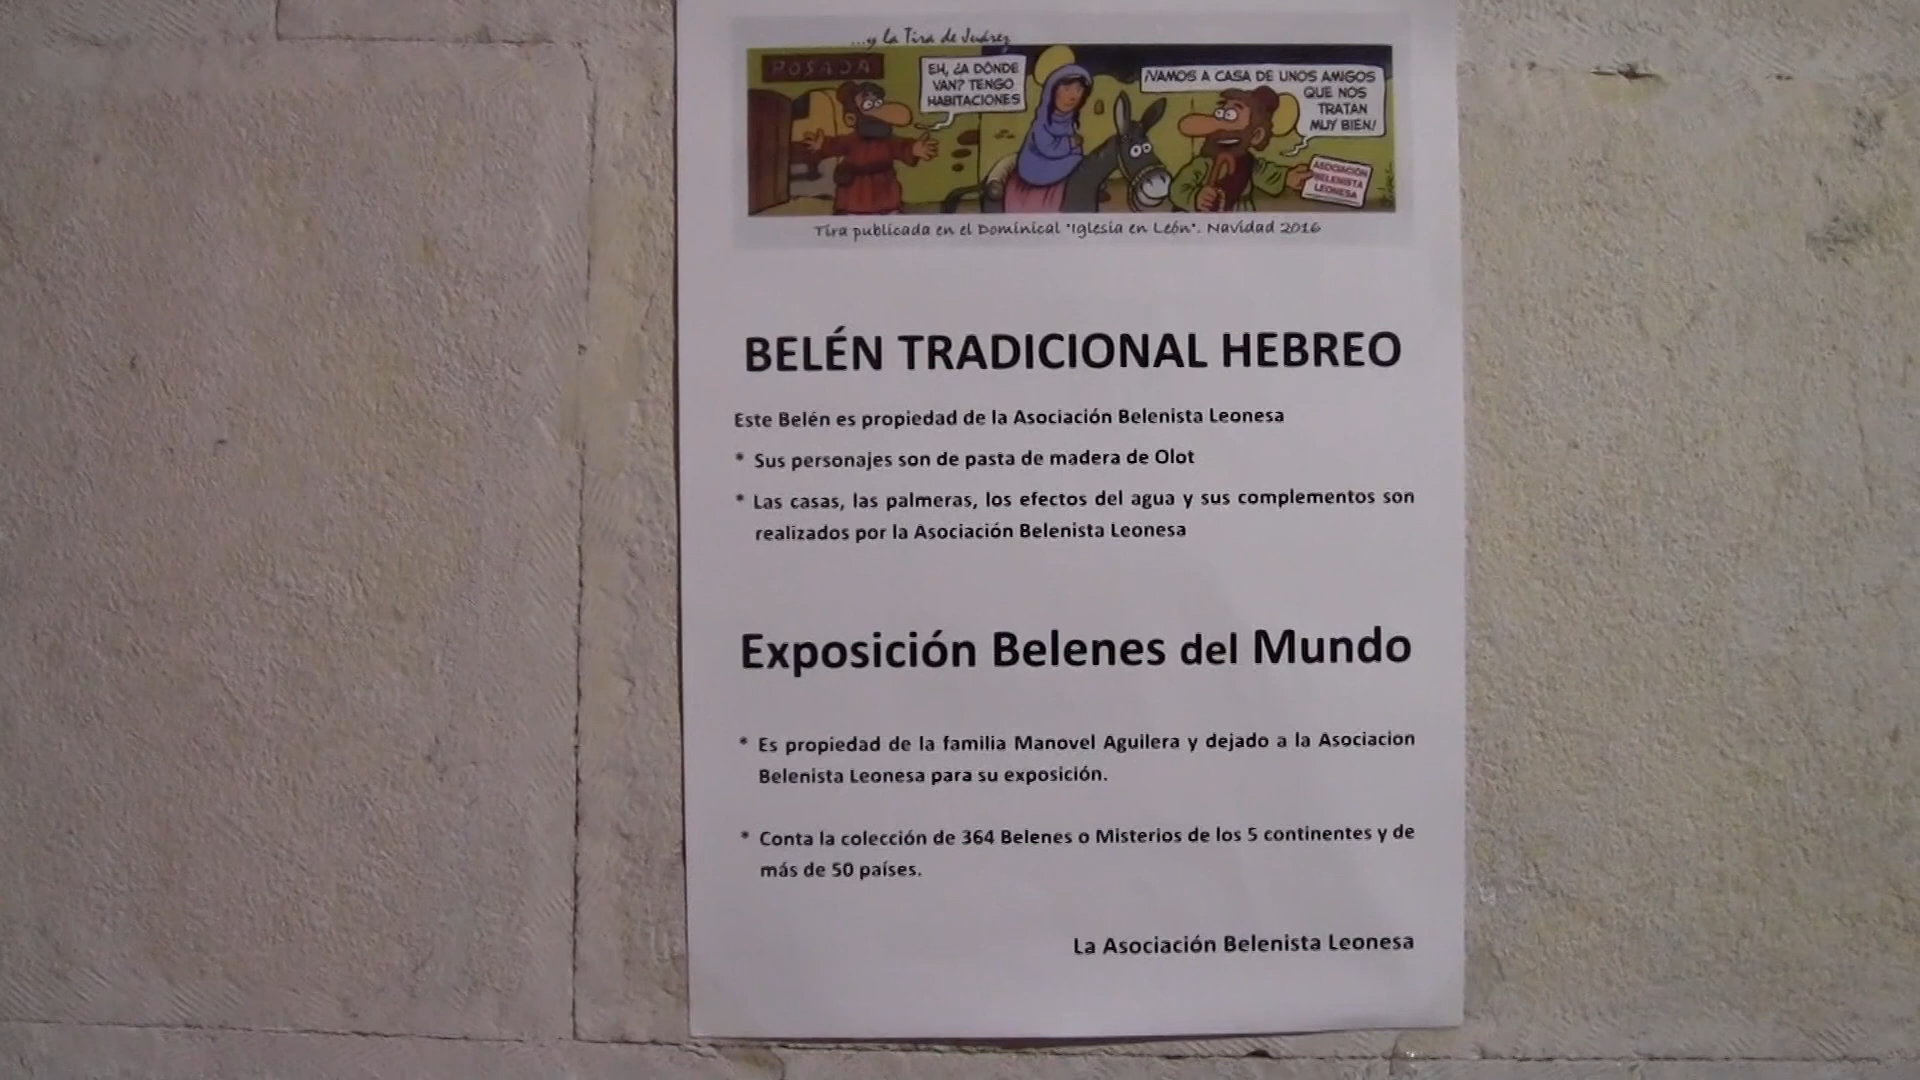 ...y la Tira de Juárez
POSADA
EH, ¿A DÓNDE
VAN? TENGO
HABITACIONES
¡VAMOS A CASA DE UNOS AMIGOS
QUE NOS
TRATAN
MUY BIEN!
ASOCIACIÓN
BELENISTA
LEONESA
Tira publicada en el Dominical "Iglesia en León". Navidad 2016
BELÉN TRADICIONAL HEBREO
Este Belén es propiedad de la Asociación Belenista Leonesa
* Sus personajes son de pasta de madera de Olot
* Las casas, las palmeras, los efectos del agua y sus complementos son
realizados por la Asociación Belenista Leonesa
Exposición Belenes del Mundo
* Es propiedad de la familia Manovel Aguilera y dejado a la Asociacion
Belenista Leonesa para su exposición.
* Conta la colección de 364 Belenes o Misterios de los 5 continentes y de
más de 50 países.
La Asociación Belenista Leonesa